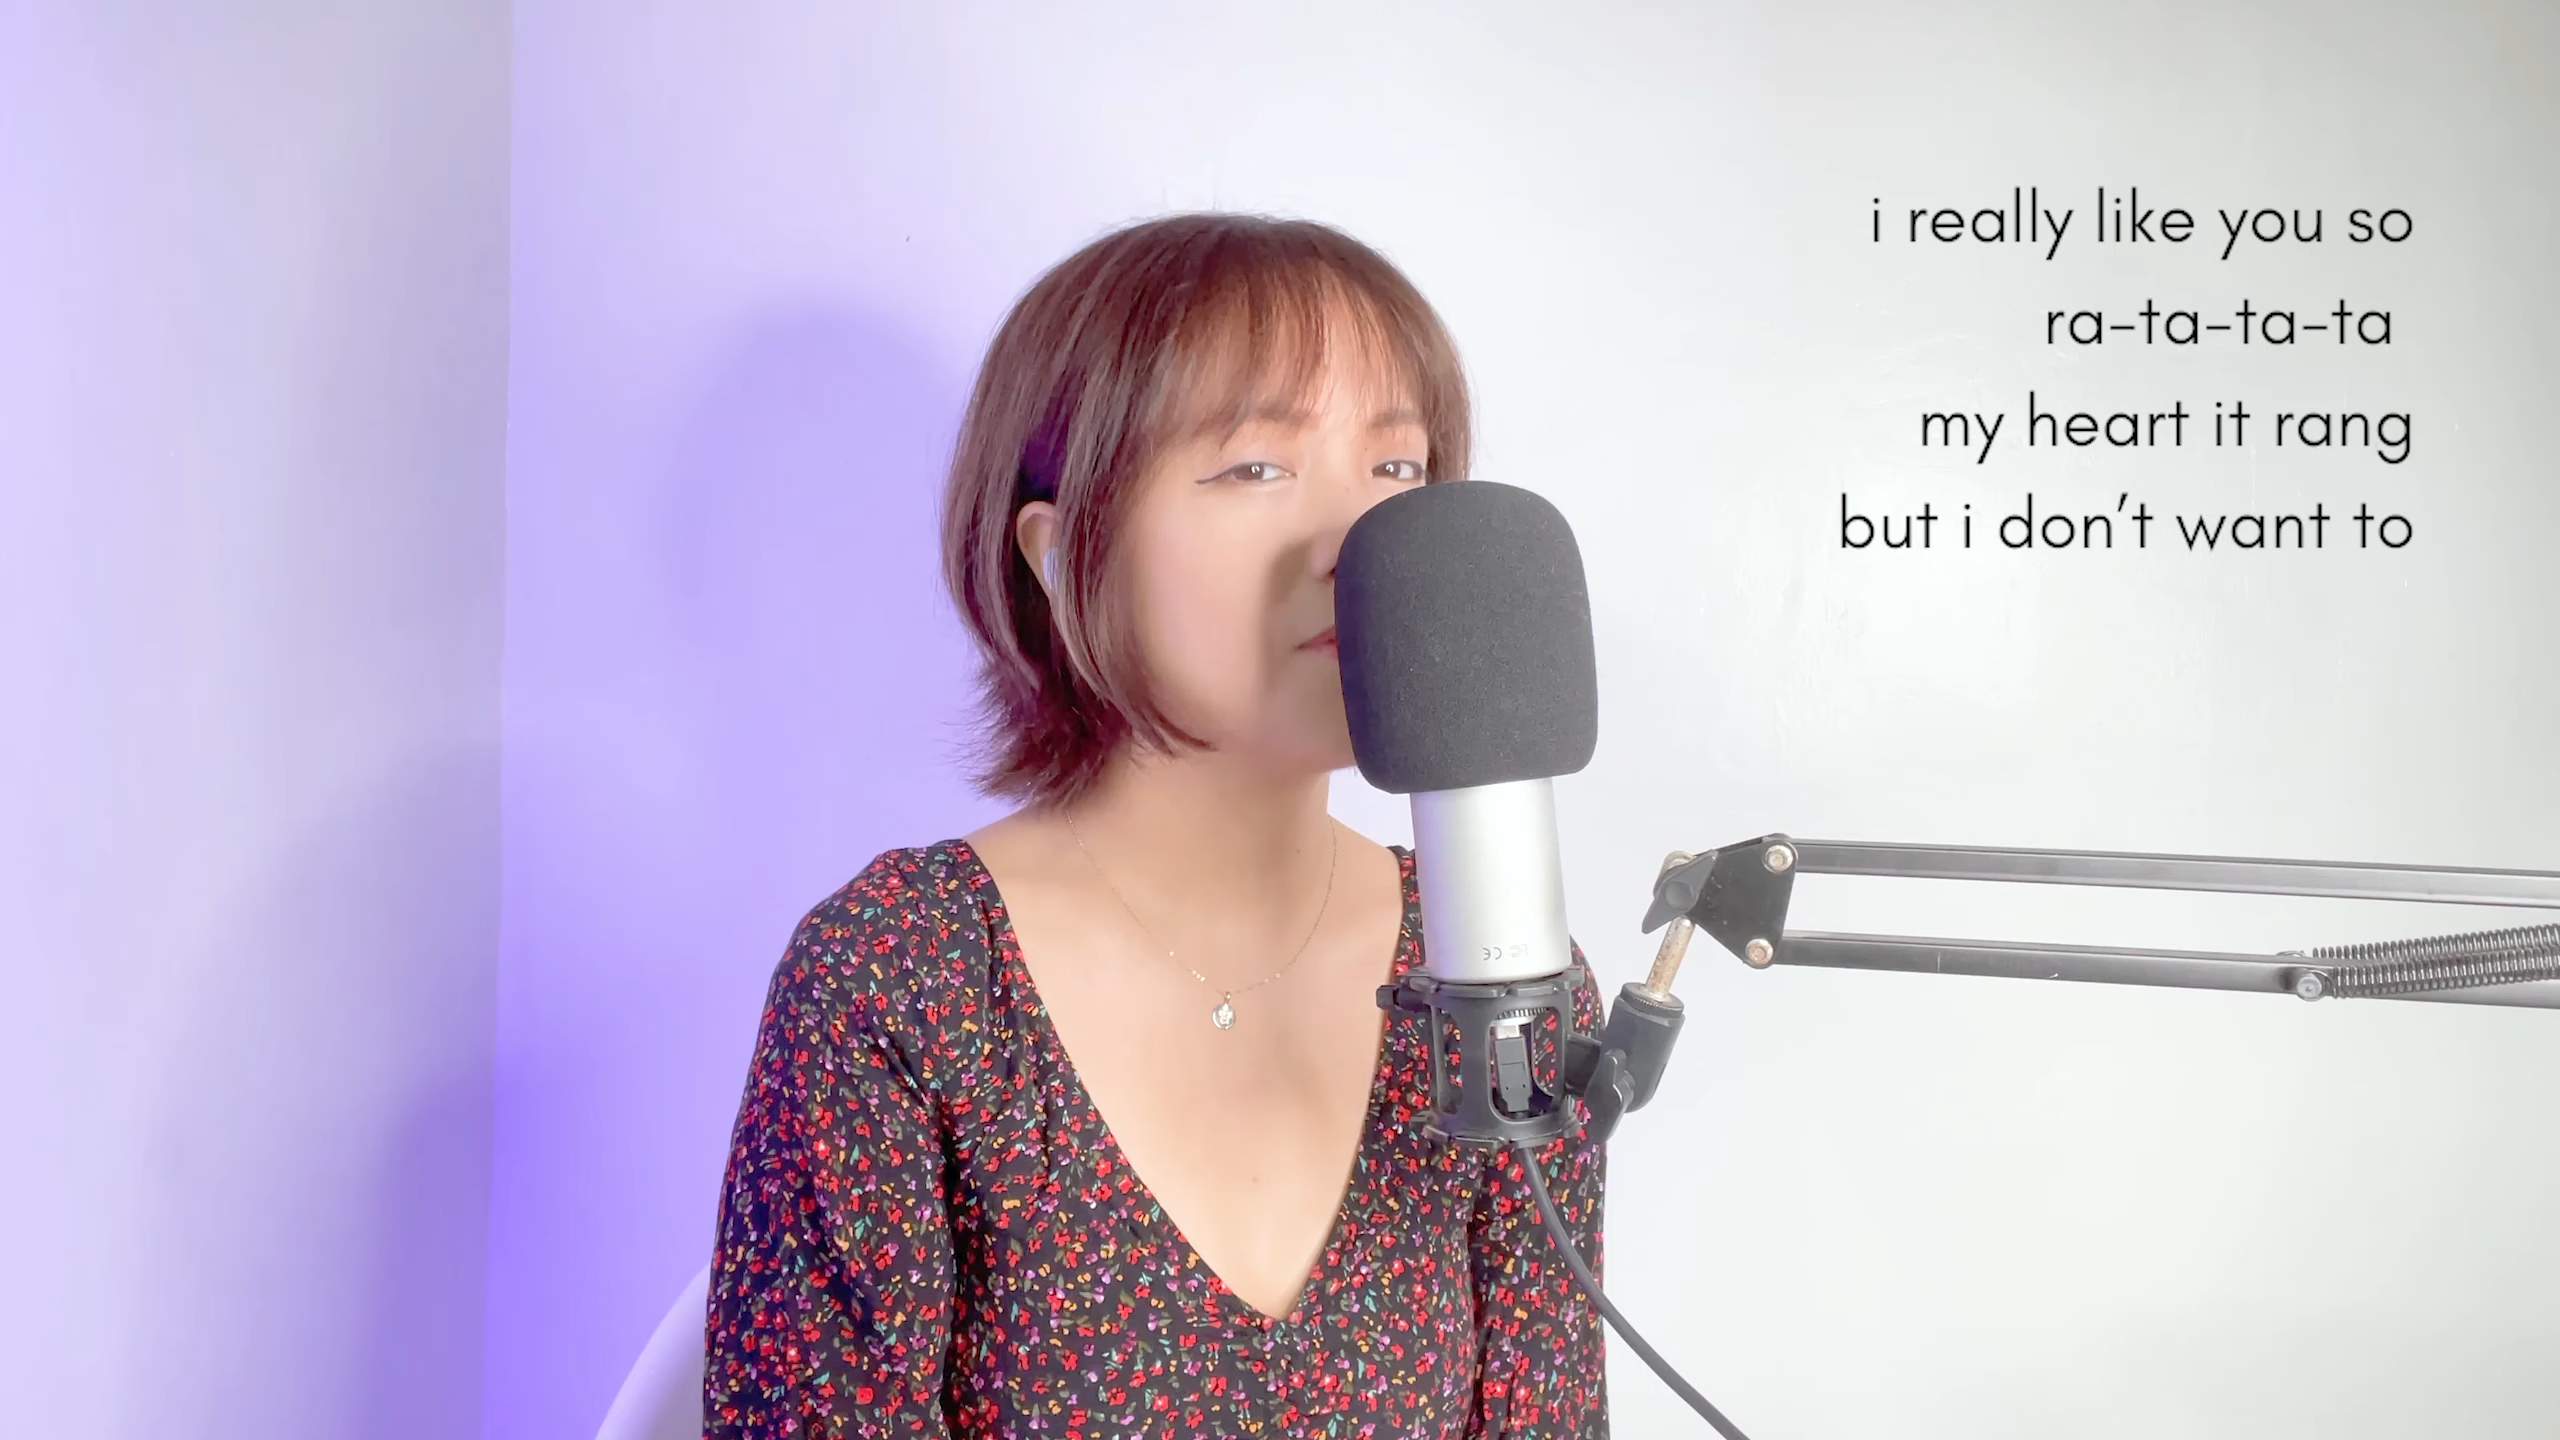 i really like you so
ra-ta-ta-ta
my heart it rang
but i don't want to